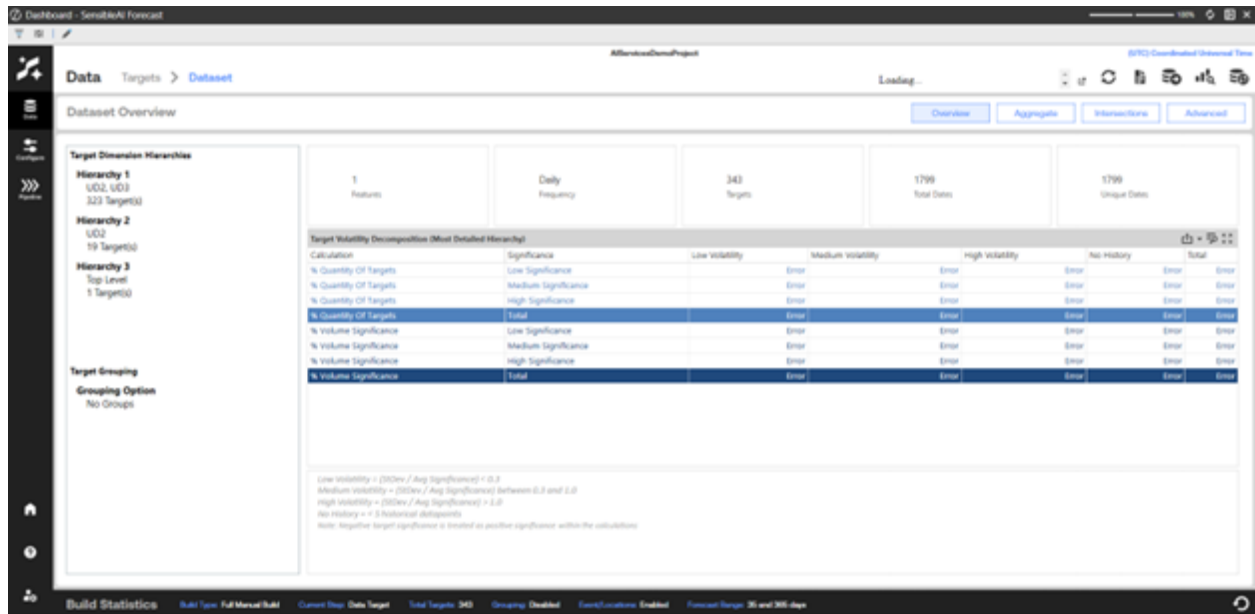 Dashboard - SensibleAI Forecast
100%
AIServicesDemoProject
(UTC) Coordinated Universal Time
Data Targets > Dataset
Loading...
Data
Dataset Overview
Overview Aggregate Intersections Advanced
Configure
Pipeline
Target Dimension Hierarchies
Hierarchy 1
UD2, UD3
323 Target(s)
Hierarchy 2
UD2
19 Target(s)
Hierarchy 3
Top Level
1 Target(s)
Target Grouping
Grouping Option
No Groups
1 Daily 343 1799 1799
Features Frequency Targets Total Dates Unique Dates
Target Volatility Decomposition (Most Detailed Hierarchy)
Calculation Significance Low Volatility Medium Volatility High Volatility No History Total
% Quantity Of Targets Low Significance Error Error Error Error Error
% Quantity Of Targets Medium Significance Error Error Error Error Error
% Quantity Of Targets High Significance Error Error Error Error Error
% Quantity Of Targets Total Error Error Error Error Error
% Volume Significance Low Significance Error Error Error Error Error
% Volume Significance Medium Significance Error Error Error Error Error
% Volume Significance High Significance Error Error Error Error Error
% Volume Significance Total Error Error Error Error Error
Low Volatility = (StDev / Avg Significance) < 0.3
Medium Volatility = (StDev / Avg Significance) between 0.3 and 1.0
High Volatility = (StDev / Avg Significance) > 1.0
No History = < 5 historical datapoints
Note: Negative target significance is treated as positive significance within the calculations
Build Statistics Build Type: Full Manual Build Current Step: Data Target Total Targets: 343 Grouping: Disabled Event/Locations: Enabled Forecast Range: 35 and 365 days